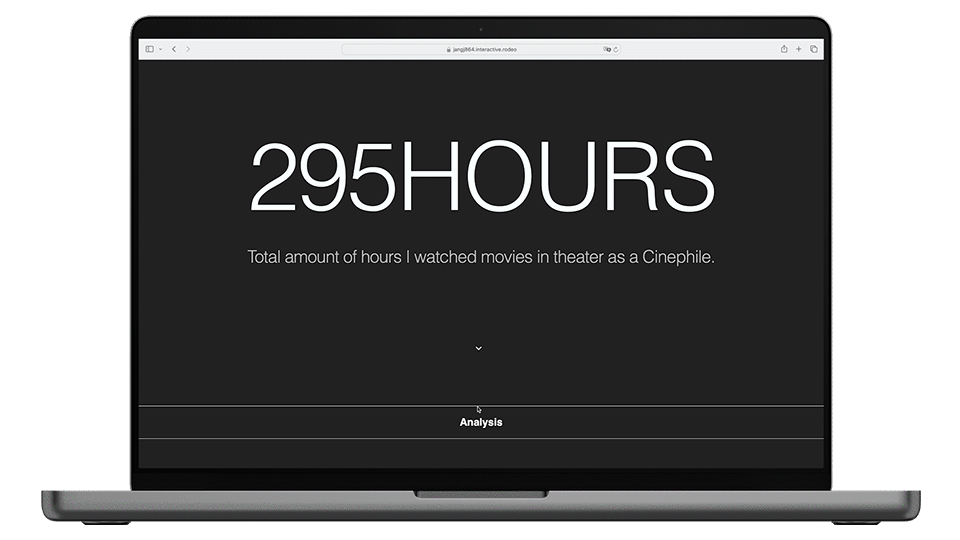 jangj864.interactive.rodeo
295HOURS
Total amount of hours I watched movies in theater as a Cinephile.
Analysis